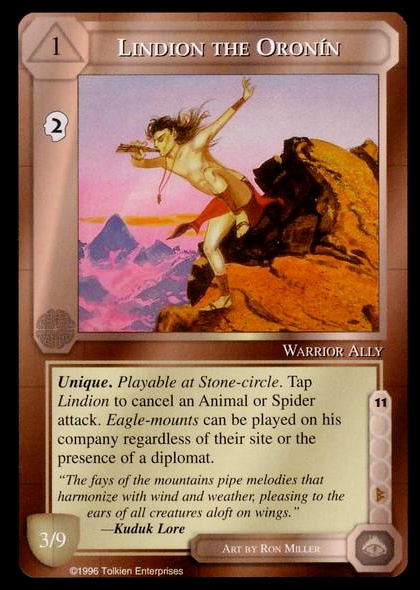 1
LINDION THE ORONÍN
2
WARRIOR ALLY
Unique. Playable at Stone-circle. Tap
Lindion to cancel an Animal or Spider
attack. Eagle-mounts can be played on his
company regardless of their site or the
presence of a diplomat.
11
“The fays of the mountains pipe melodies that
harmonize with wind and weather, pleasing to the
ears of all creatures aloft on wings.”
—Kuduk Lore
3/9
ART BY RON MILLER
©1996 Tolkien Enterprises